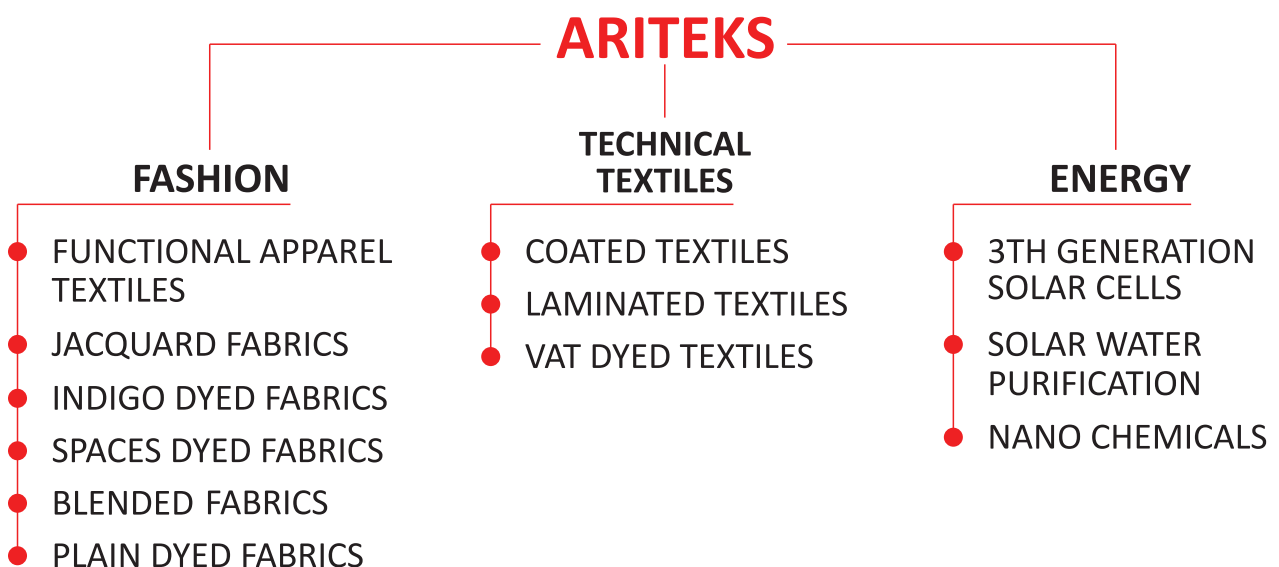 ARITEKS
FASHION
FUNCTIONAL APPAREL
TEXTILES
JACQUARD FABRICS
INDIGO DYED FABRICS
SPACES DYED FABRICS
BLENDED FABRICS
PLAIN DYED FABRICS
TECHNICAL
TEXTILES
COATED TEXTILES
LAMINATED TEXTILES
VAT DYED TEXTILES
ENERGY
3TH GENERATION
SOLAR CELLS
SOLAR WATER
PURIFICATION
NANO CHEMICALS